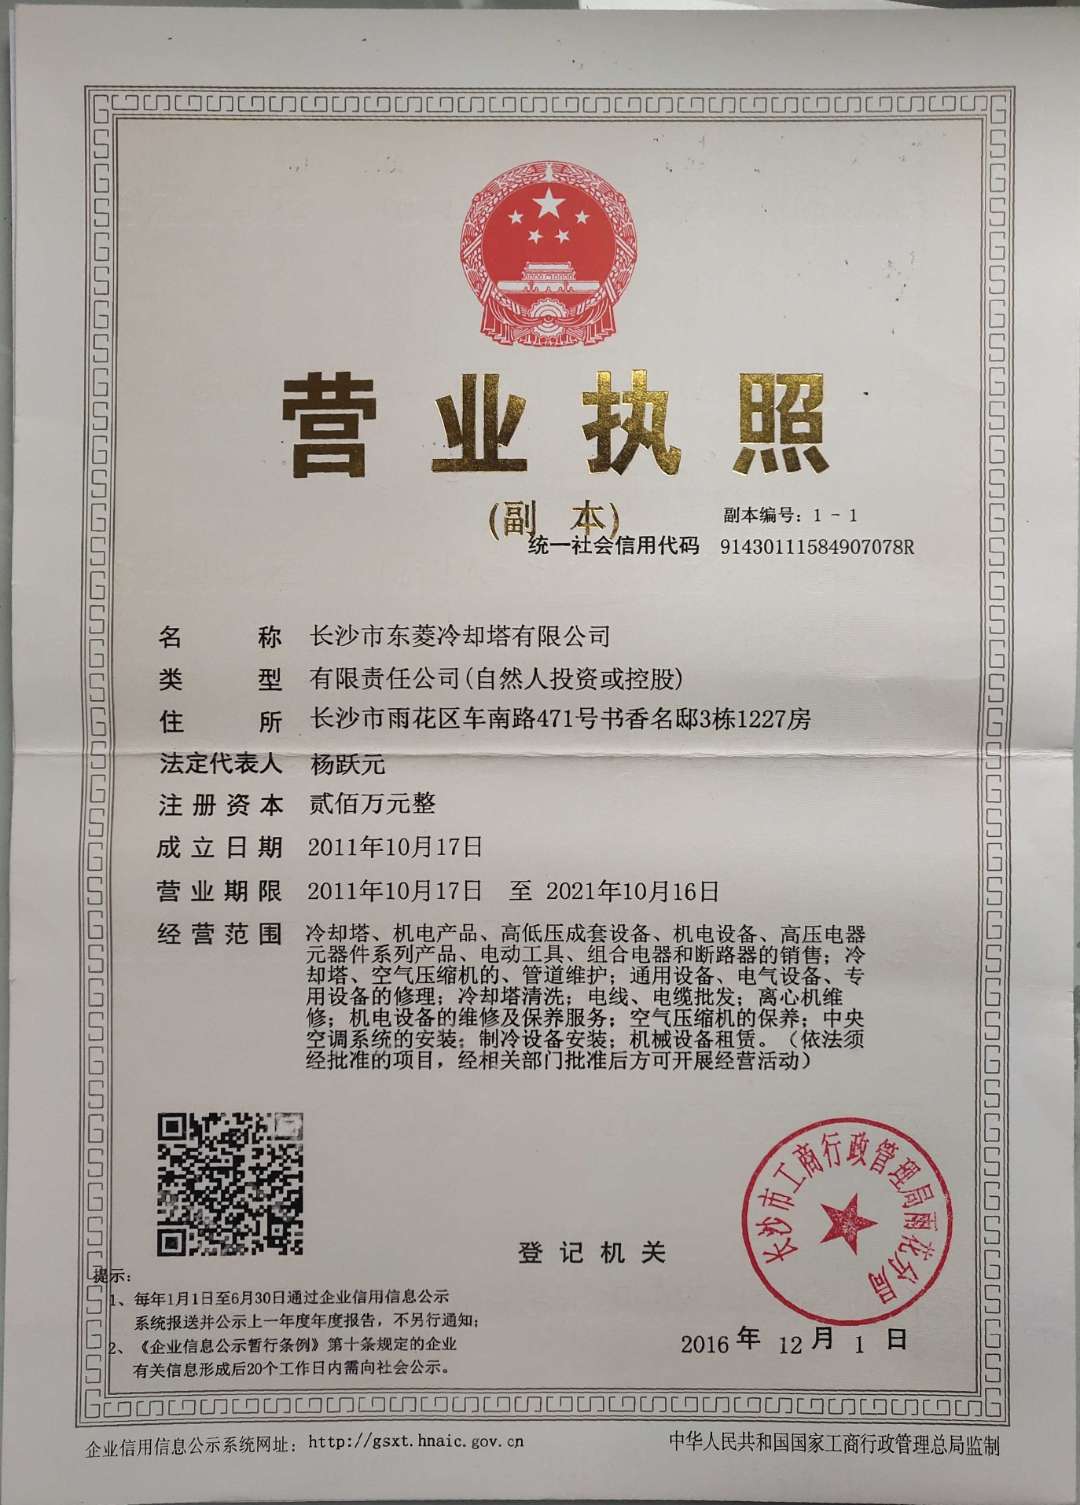 营业执照
(副 本)
副本编号：1 - 1
统一社会信用代码 91430111584907078R
名 称 长沙市东菱冷却塔有限公司
类 型 有限责任公司(自然人投资或控股)
住 所 长沙市雨花区车南路471号书香名邸3栋1227房
法定代表人 杨跃元
注册资本 贰佰万元整
成立日期 2011年10月17日
营业期限 2011年10月17日 至 2021年10月16日
经营范围 冷却塔、机电产品、高低压成套设备、机电设备、高压电器
元器件系列产品、电动工具、组合电器和断路器的销售；冷
却塔、空气压缩机的、管道维护；通用设备、电气设备、专
用设备的修理；冷却塔清洗；电线、电缆批发；离心机维
修；机电设备的维修及保养服务；空气压缩机的保养；中央
空调系统的安装；制冷设备安装；机械设备租赁。（依法须
经批准的项目，经相关部门批准后方可开展经营活动）
长沙市工商行政管理局雨花分局
登记机关
提示：
1、每年1月1日至6月30日通过企业信用信息公示
系统报送并公示上一年度年度报告，不另行通知；
2、《企业信息公示暂行条例》第十条规定的企业
有关信息形成后20个工作日内需向社会公示。
2016 年 12 月 1 日
企业信用信息公示系统网址：http://gsxt.hnaic.gov.cn
中华人民共和国国家工商行政管理总局监制